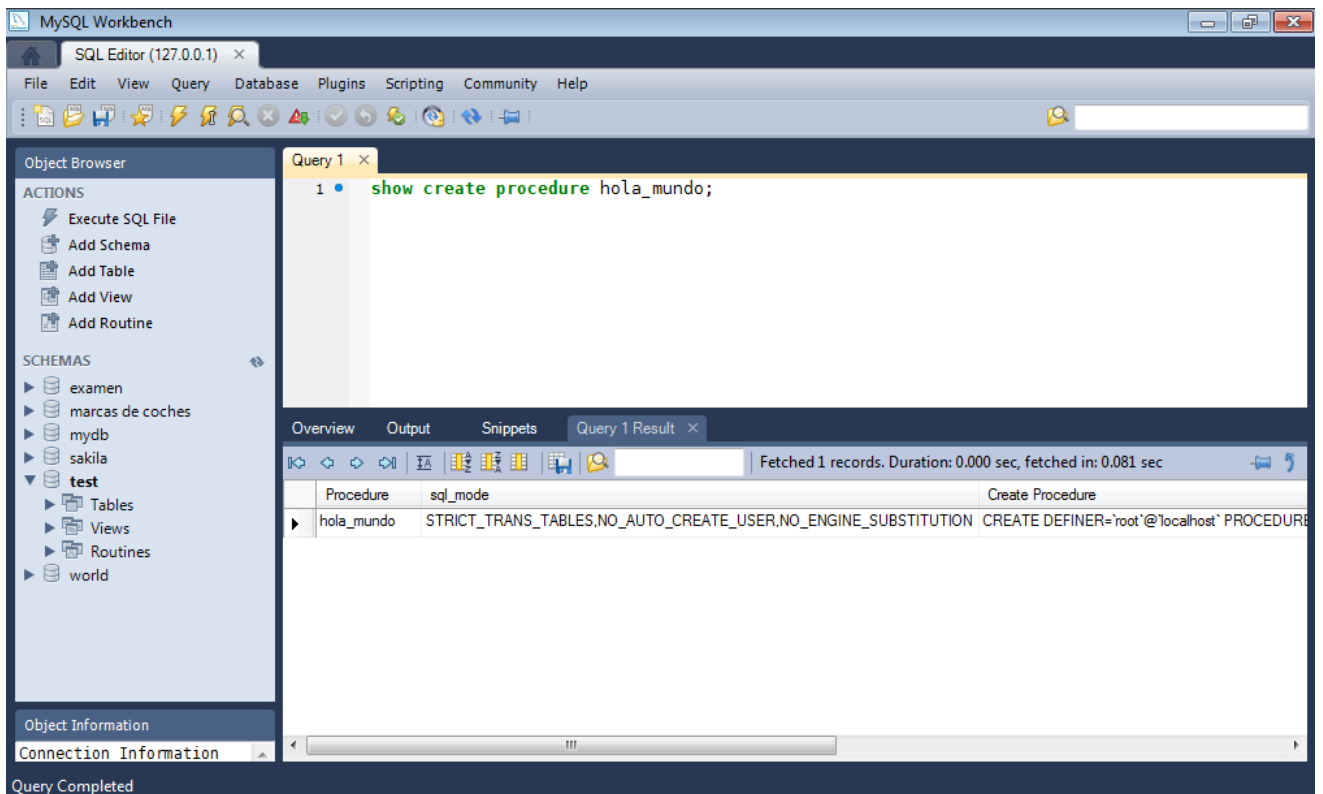 MySQL Workbench
SQL Editor (127.0.0.1)
File Edit View Query Database Plugins Scripting Community Help
Object Browser
ACTIONS
Execute SQL File
Add Schema
Add Table
Add View
Add Routine
SCHEMAS
examen
marcas de coches
mydb
sakila
test
Tables
Views
Routines
world
Object Information
Connection Information
Query 1
1 show create procedure hola_mundo;
Overview Output Snippets Query 1 Result
Fetched 1 records. Duration: 0.000 sec, fetched in: 0.081 sec
Procedure sql_mode Create Procedure
hola_mundo STRICT_TRANS_TABLES,NO_AUTO_CREATE_USER,NO_ENGINE_SUBSTITUTION CREATE DEFINER=`root`@`localhost` PROCEDURE
Query Completed